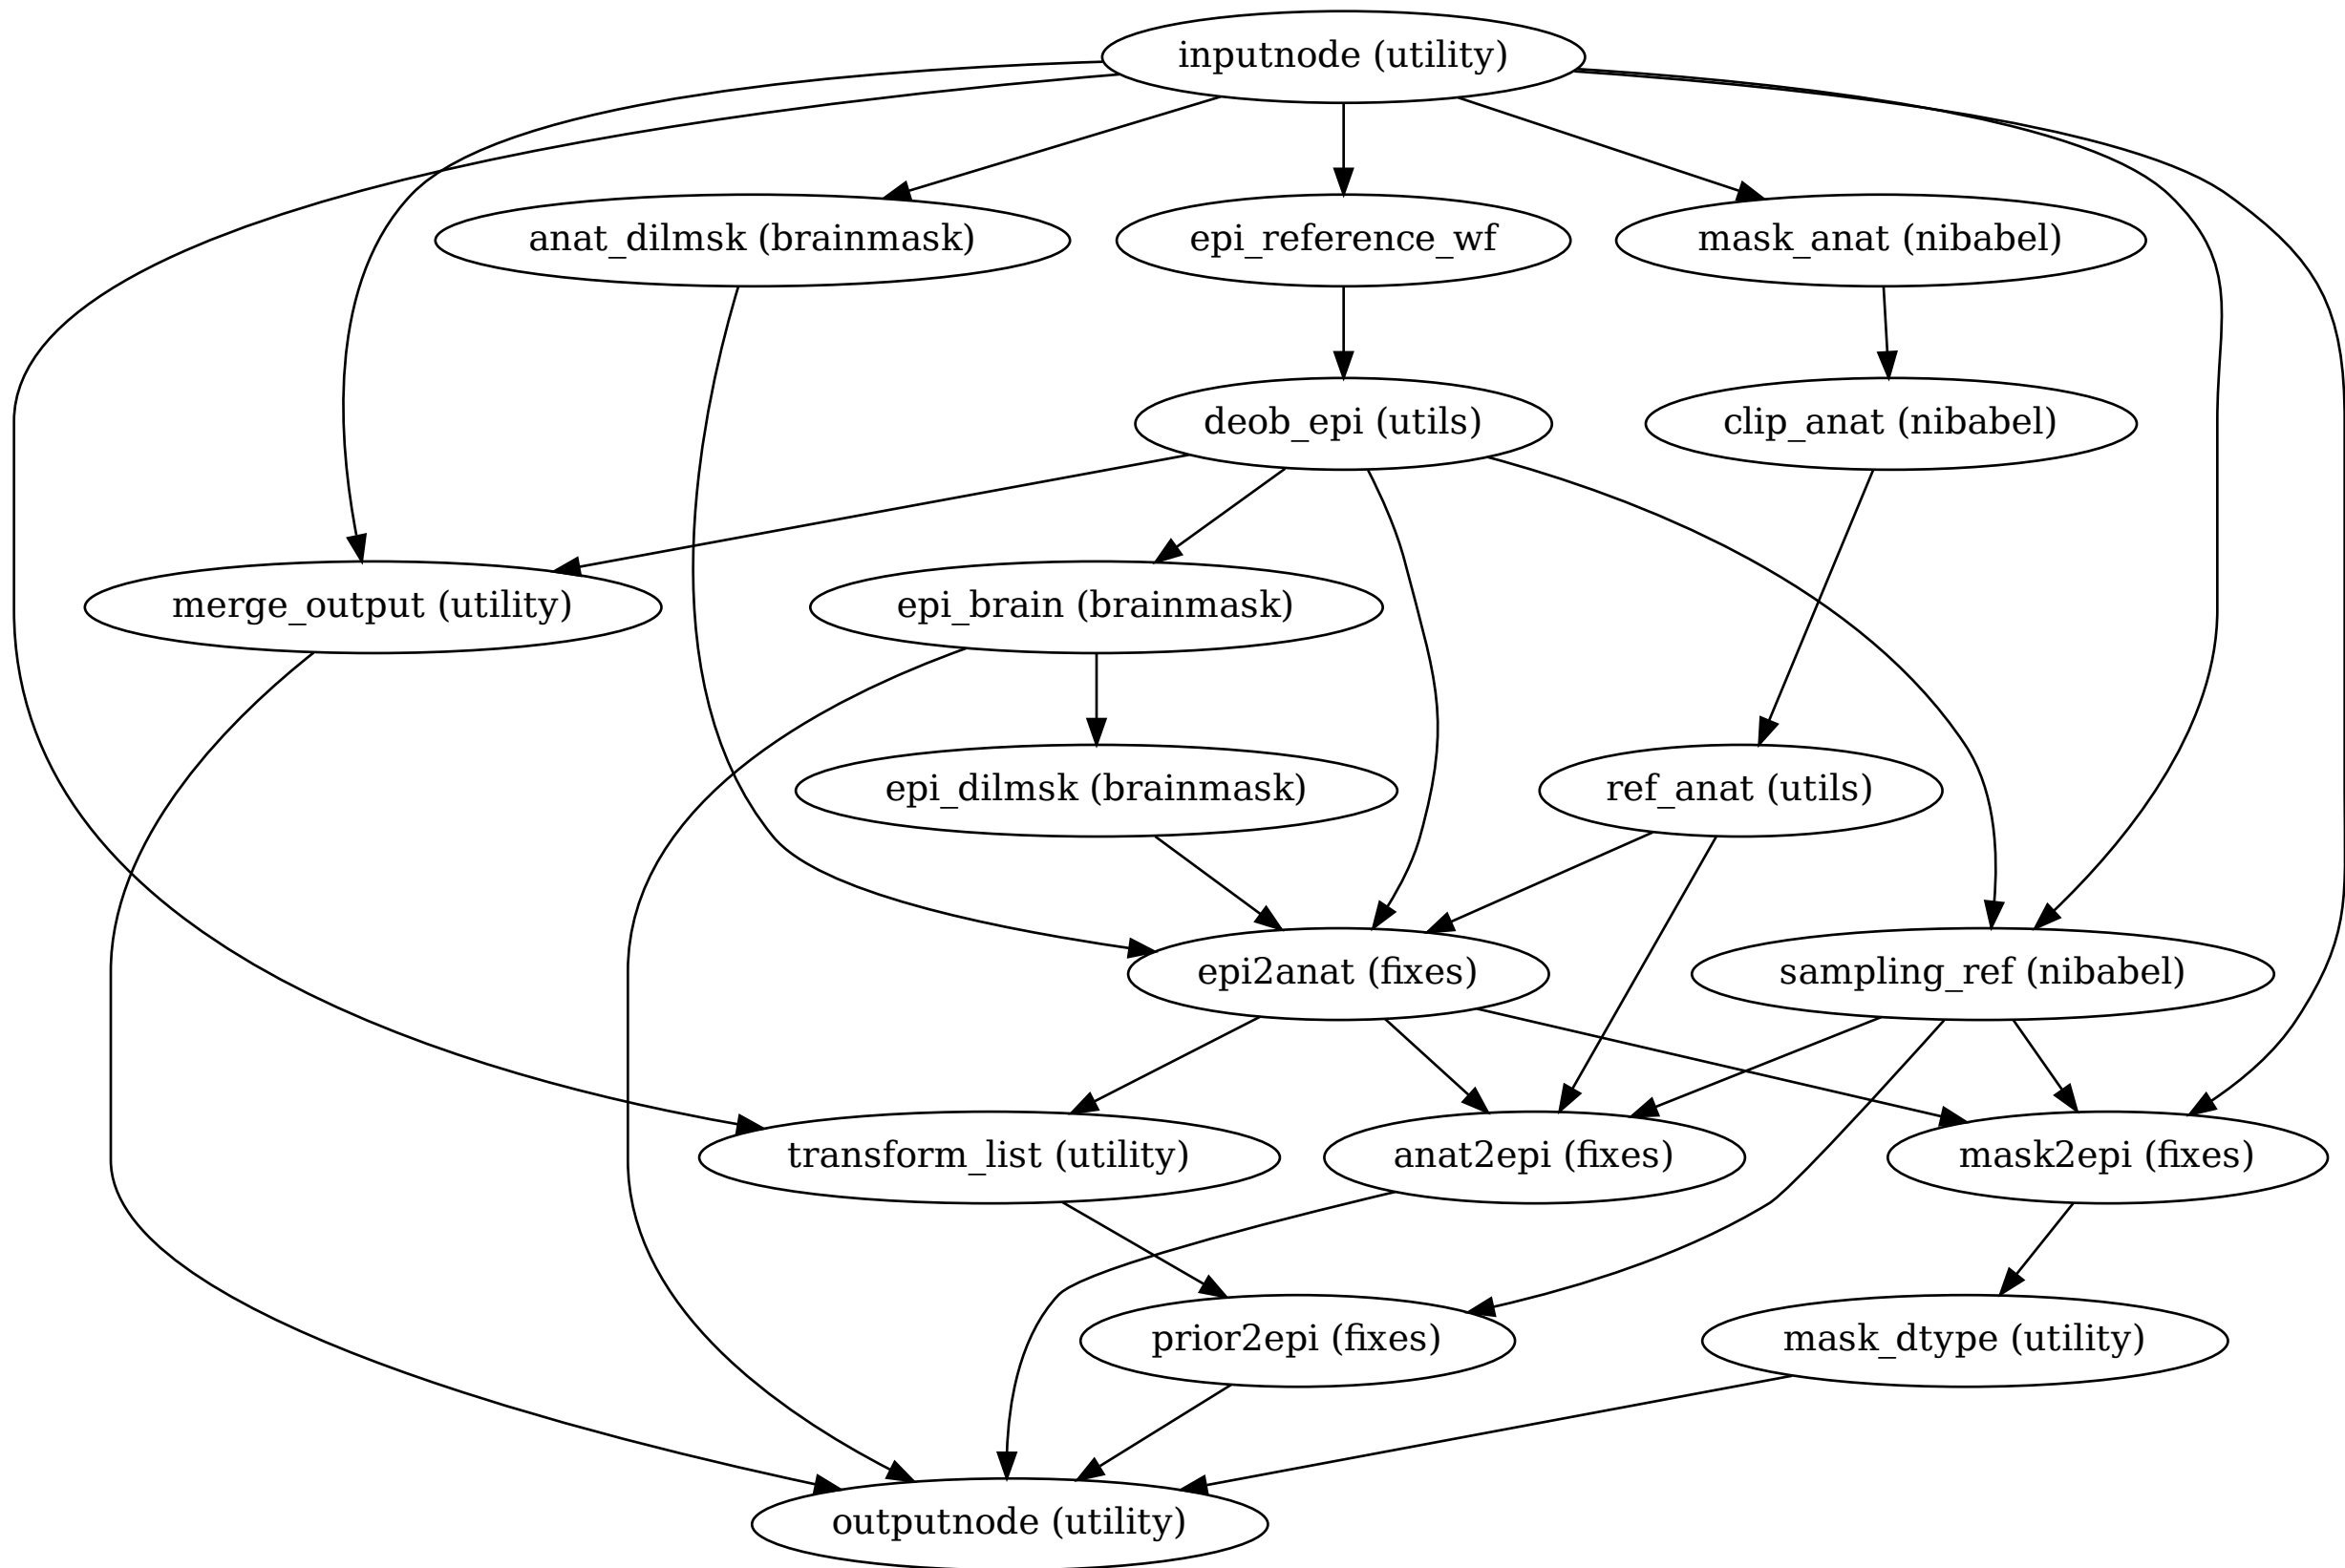 inputnode (utility)
anat_dilmsk (brainmask)
epi_reference_wf
mask_anat (nibabel)
deob_epi (utils)
clip_anat (nibabel)
merge_output (utility)
epi_brain (brainmask)
epi_dilmsk (brainmask)
ref_anat (utils)
epi2anat (fixes)
sampling_ref (nibabel)
transform_list (utility)
anat2epi (fixes)
mask2epi (fixes)
prior2epi (fixes)
mask_dtype (utility)
outputnode (utility)